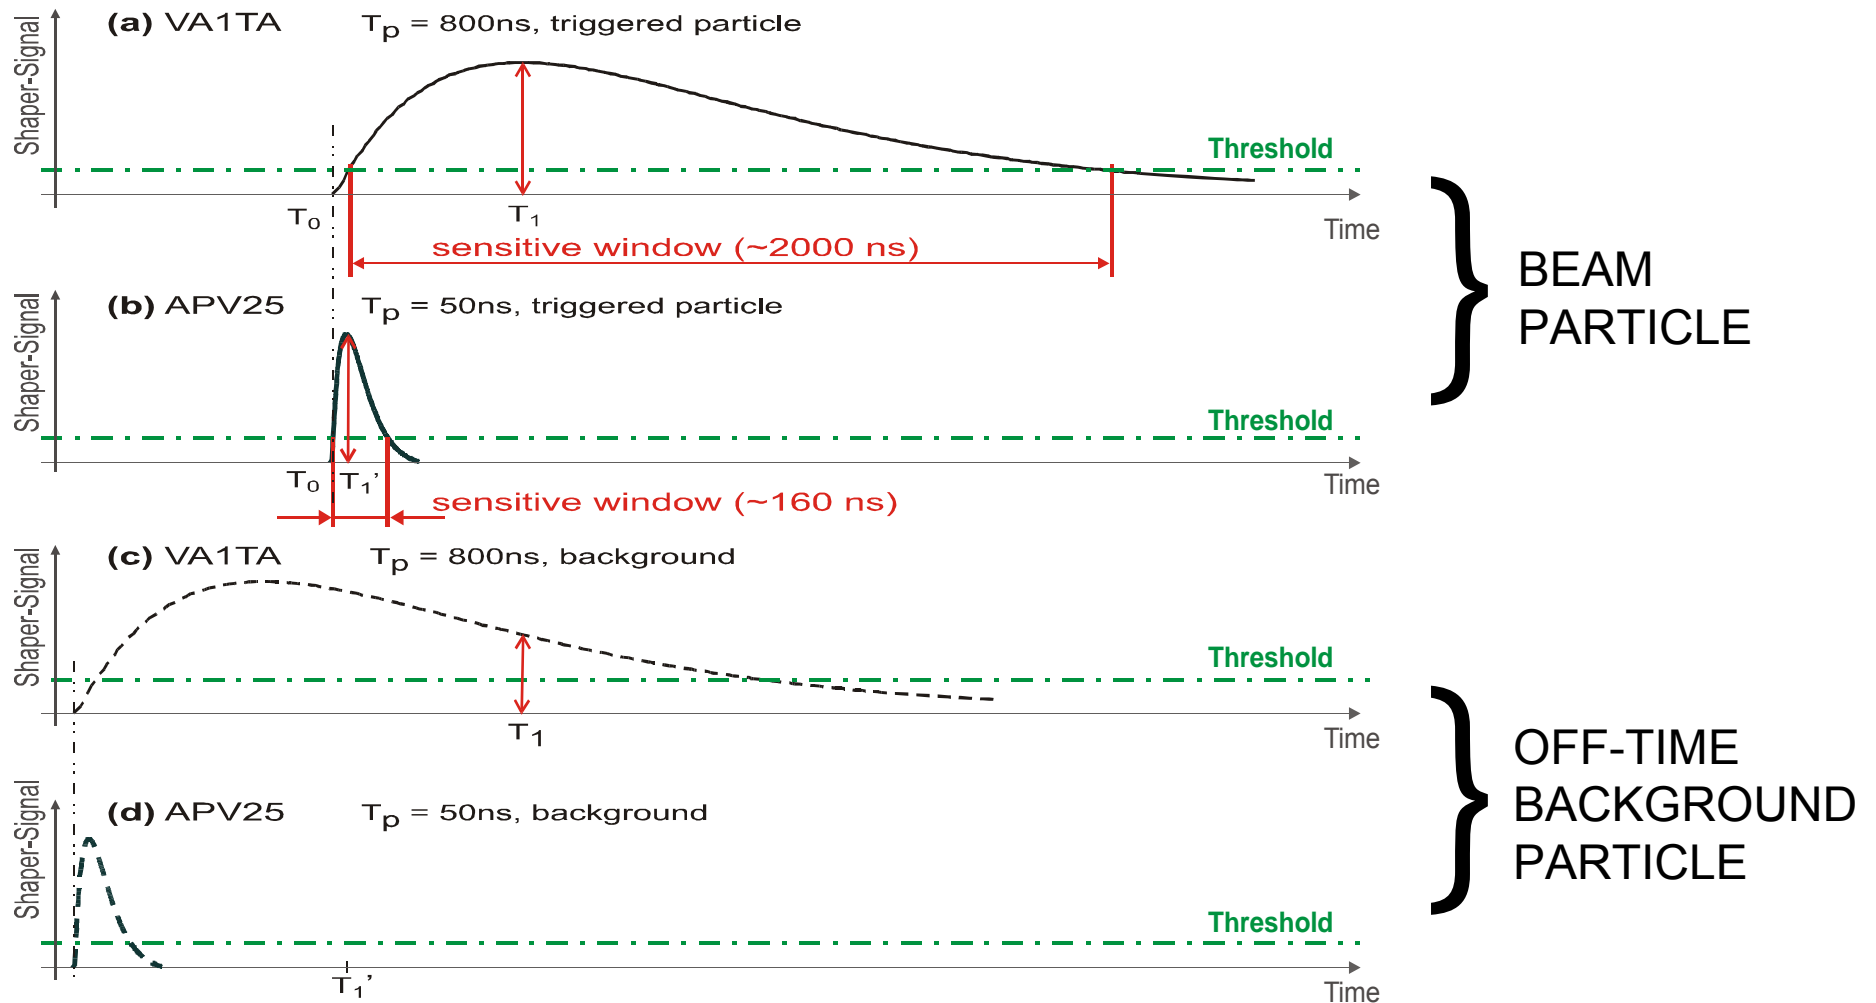 (a) VA1TA    Tp = 800ns, triggered particle
Shaper-Signal
Threshold
T0
T1
Time
sensitive window (~2000 ns)
(b) APV25    Tp = 50ns, triggered particle
Shaper-Signal
Threshold
T0
T1'
Time
sensitive window (~160 ns)
BEAM
PARTICLE
(c) VA1TA    Tp = 800ns, background
Shaper-Signal
Threshold
T1
Time
(d) APV25    Tp = 50ns, background
Shaper-Signal
Threshold
T1'
Time
OFF-TIME
BACKGROUND
PARTICLE